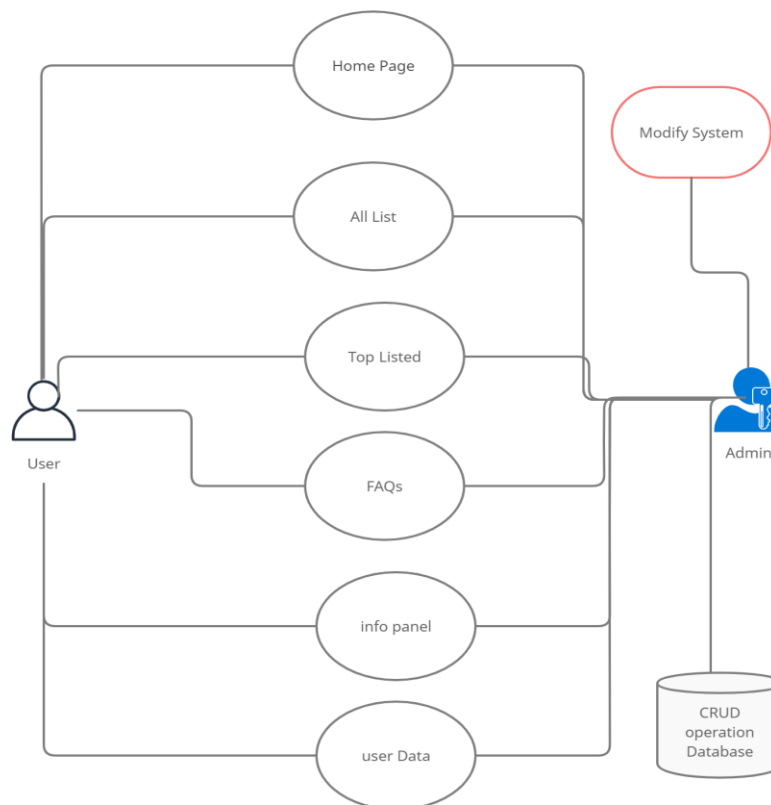 Home Page
Modify System
All List
Top Listed
User
Admin
FAQs
info panel
CRUD
operation
Database
user Data